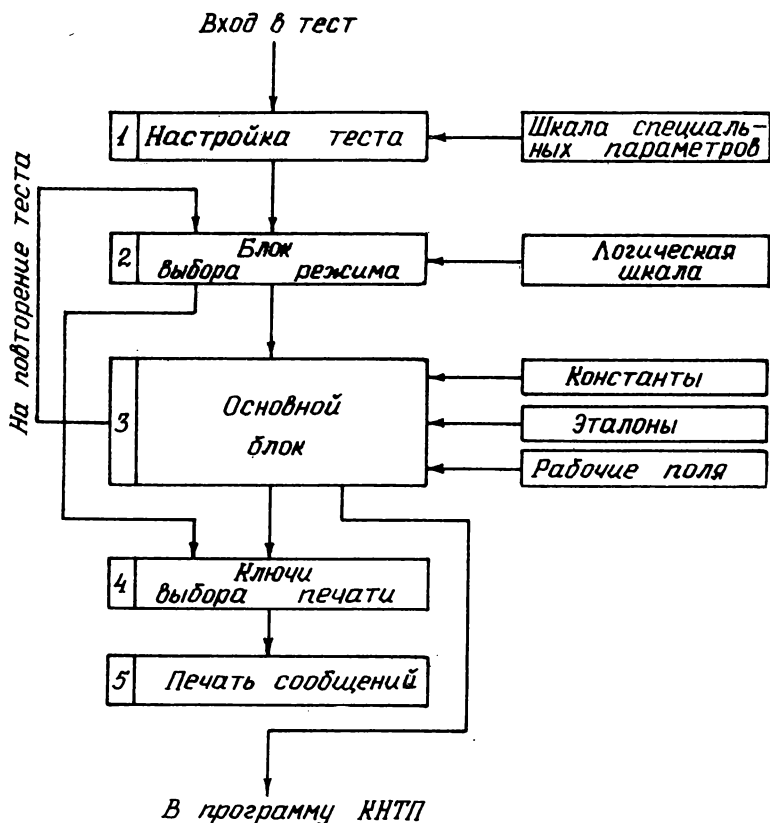 Вход в тест
1 Настройка теста
Шкала специаль-
ных параметров
На повторение теста
2 Блок
выбора режима
Логическая
шкала
3 Основной
блок
Константы
Эталоны
Рабочие поля
4 Ключи
выбора печати
5 Печать сообщений
В программу КНТП